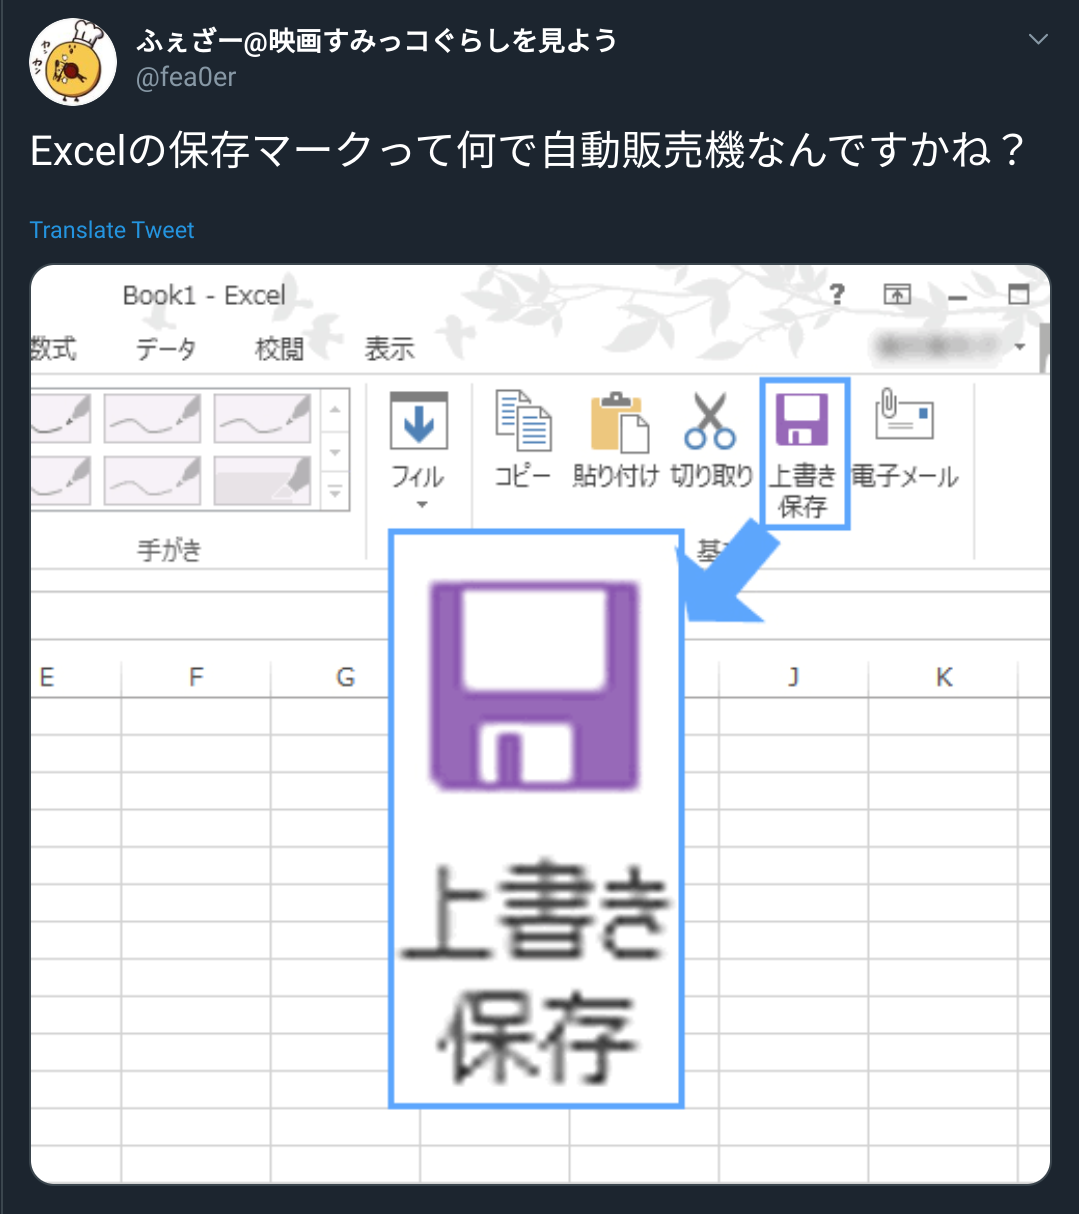 ふぇざー@映画すみっコぐらしを見よう
@fea0er
Excelの保存マークって何で自動販売機なんですかね？
Translate Tweet
Book1 - Excel
?
数式 データ 校閲 表示
フィル
コピー 貼り付け 切り取り 上書き 電子メール
保存
手がき
E F G J K
上書き
保存